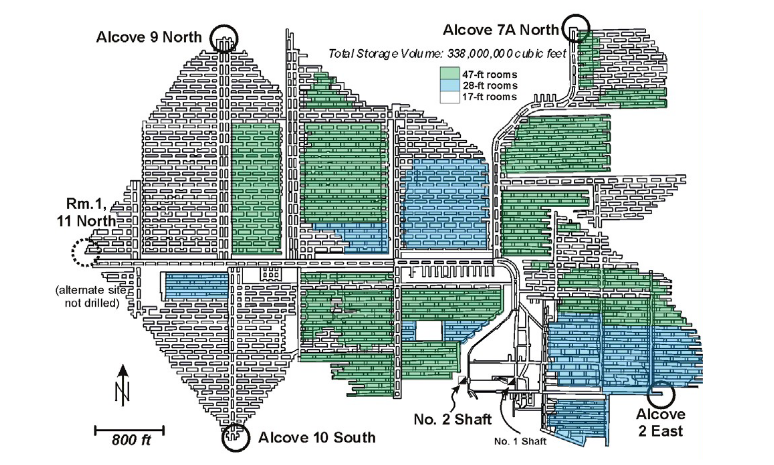 Alcove 9 North
Alcove 7A North
Total Storage Volume: 338,000,000 cubic feet
47-ft rooms
28-ft rooms
17-ft rooms
Rm.1,
11 North
(alternate site
not drilled)
N
800 ft
Alcove 10 South
No. 2 Shaft
No. 1 Shaft
Alcove
2 East